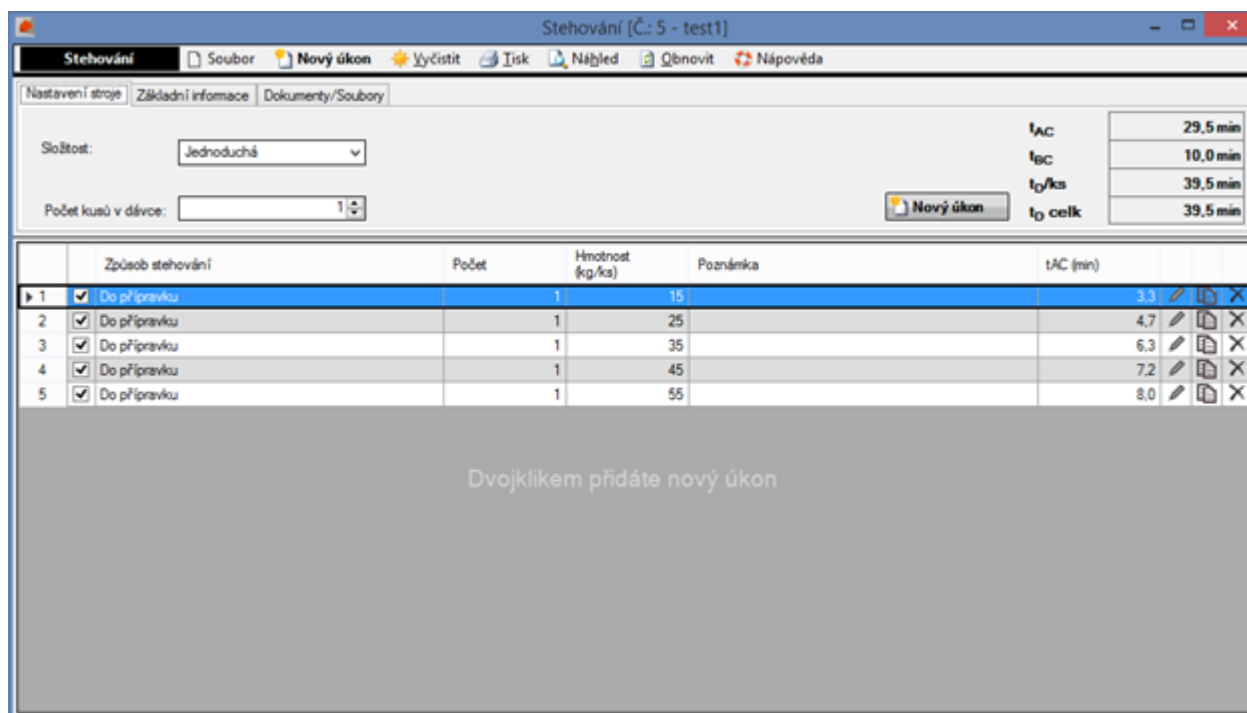 Stehování [Č.: 5 - test1]
Stehování Soubor Nový úkon Vyčistit Tisk Náhled Obnovit Nápověda
Nastavení stroje Základní informace Dokumenty/Soubory
Složitost: Jednoduchá
Počet kusů v dávce: 1
Nový úkon
tAC 29,5 min
tBC 10,0 min
tD/ks 39,5 min
tD celk 39,5 min
Způsob stehování Počet Hmotnost (kg/ks) Poznámka tAC (min)
1 Do přípravku 1 15 3,3
2 Do přípravku 1 25 4,7
3 Do přípravku 1 35 6,3
4 Do přípravku 1 45 7,2
5 Do přípravku 1 55 8,0
Dvojklikem přidáte nový úkon